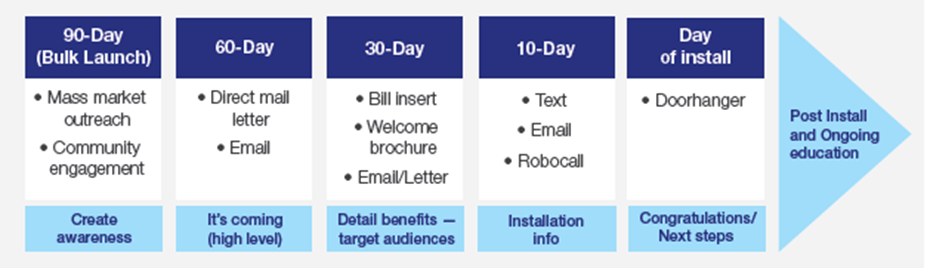 90-Day
(Bulk Launch)
• Mass market
outreach
• Community
engagement
Create
awareness
60-Day
• Direct mail
letter
• Email
It's coming
(high level)
30-Day
• Bill insert
• Welcome
brochure
• Email/Letter
Detail benefits —
target audiences
10-Day
• Text
• Email
• Robocall
Installation
info
Day
of install
• Doorhanger
Congratulations/
Next steps
Post Install
and Ongoing
education